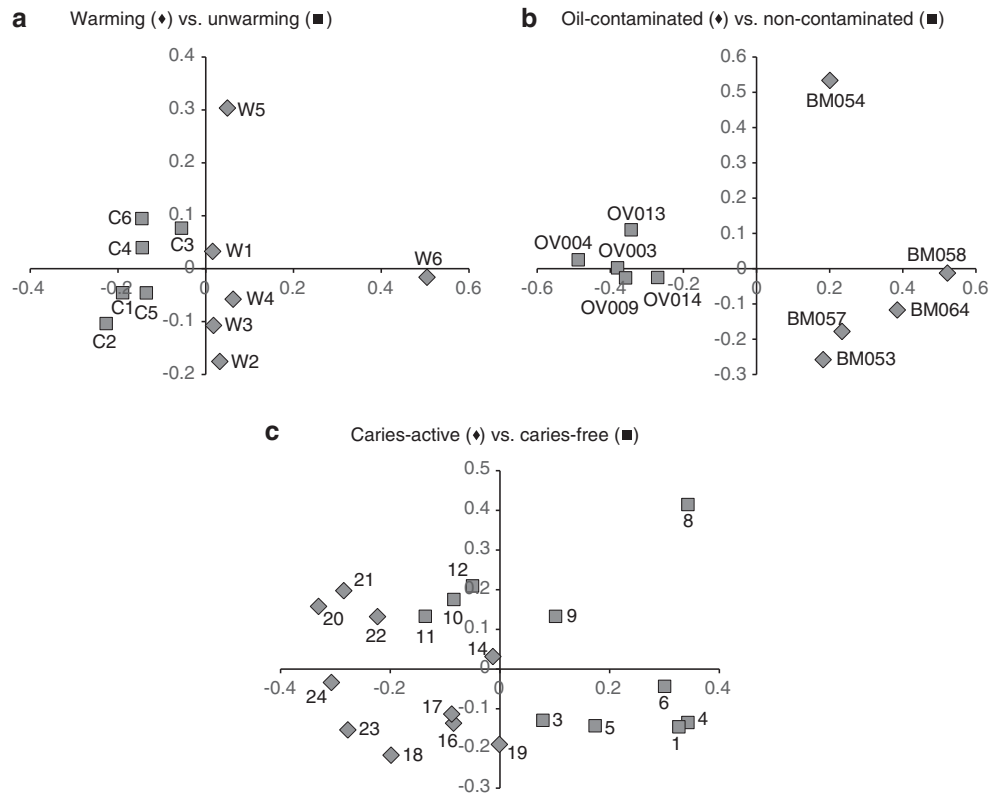 a Warming (♦) vs. unwarming (■)
0.4
0.3
W5
0.2
C6
0.1
C4
C3
W1
W6
0
-0.4
-0.2
0
0.2
0.4
0.6
C1
C5
W4
C2
-0.1
W3
W2
-0.2
b Oil-contaminated (♦) vs. non-contaminated (■)
0.6
0.5
BM054
0.4
0.3
0.2
OV013
0.1
OV004
OV003
BM058
0
-0.6
-0.4
-0.2
0
0.2
0.4
0.6
OV009
OV014
-0.1
BM057
BM064
-0.2
BM053
-0.3
c Caries-active (♦) vs. caries-free (■)
0.5
0.4
8
0.3
21
12
0.2
20
22
11
10
9
0.1
14
0
-0.4
-0.2
0
0.2
0.4
24
6
-0.1
17
3
5
4
23
16
1
18
-0.2
19
-0.3